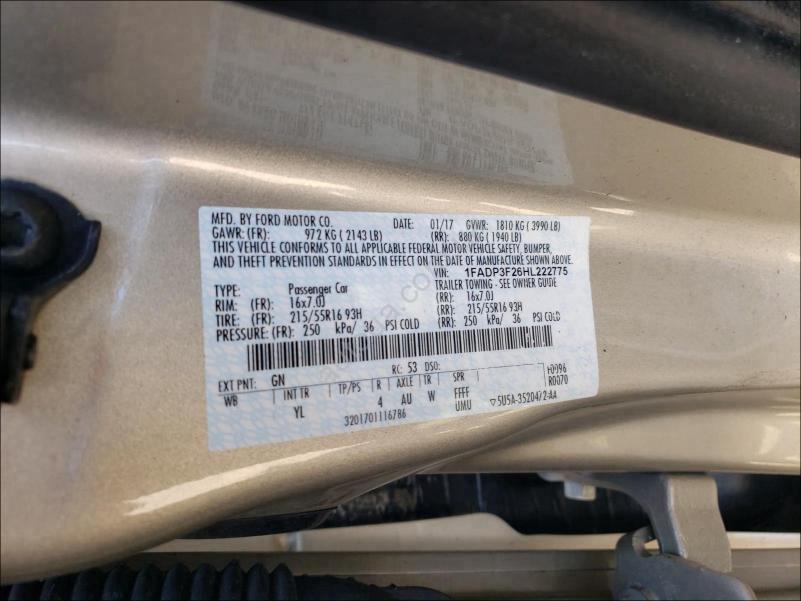 MFD. BY FORD MOTOR CO. DATE: 01/17 GVWR: 1810 KG ( 3990 LB)
GAWR: (FR): 972 KG ( 2143 LB) (RR): 880 KG ( 1940 LB)
THIS VEHICLE CONFORMS TO ALL APPLICABLE FEDERAL MOTOR VEHICLE SAFETY, BUMPER,
AND THEFT PREVENTION STANDARDS IN EFFECT ON THE DATE OF MANUFACTURE SHOWN ABOVE.
1FADP3F26HL222775
TYPE: Passenger Car TRAILER TOWING - SEE OWNER GUIDE
RIM: (FR): 16x7.0J (RR): 16x7.0J
TIRE: (FR): 215/55R16 93H (RR): 215/55R16 93H
PRESSURE: (FR): 250 kPa/ 36 PSI COLD (RR): 250 kPa/ 36 PSI COLD
RC: 53 DSO:
EXT PNT: GN R0070
WB INT TR TP/PS R AXLE TR SPR
YL 4 AU W FFFF
3201701116786 UMU ▽5U5A-3520472-AA